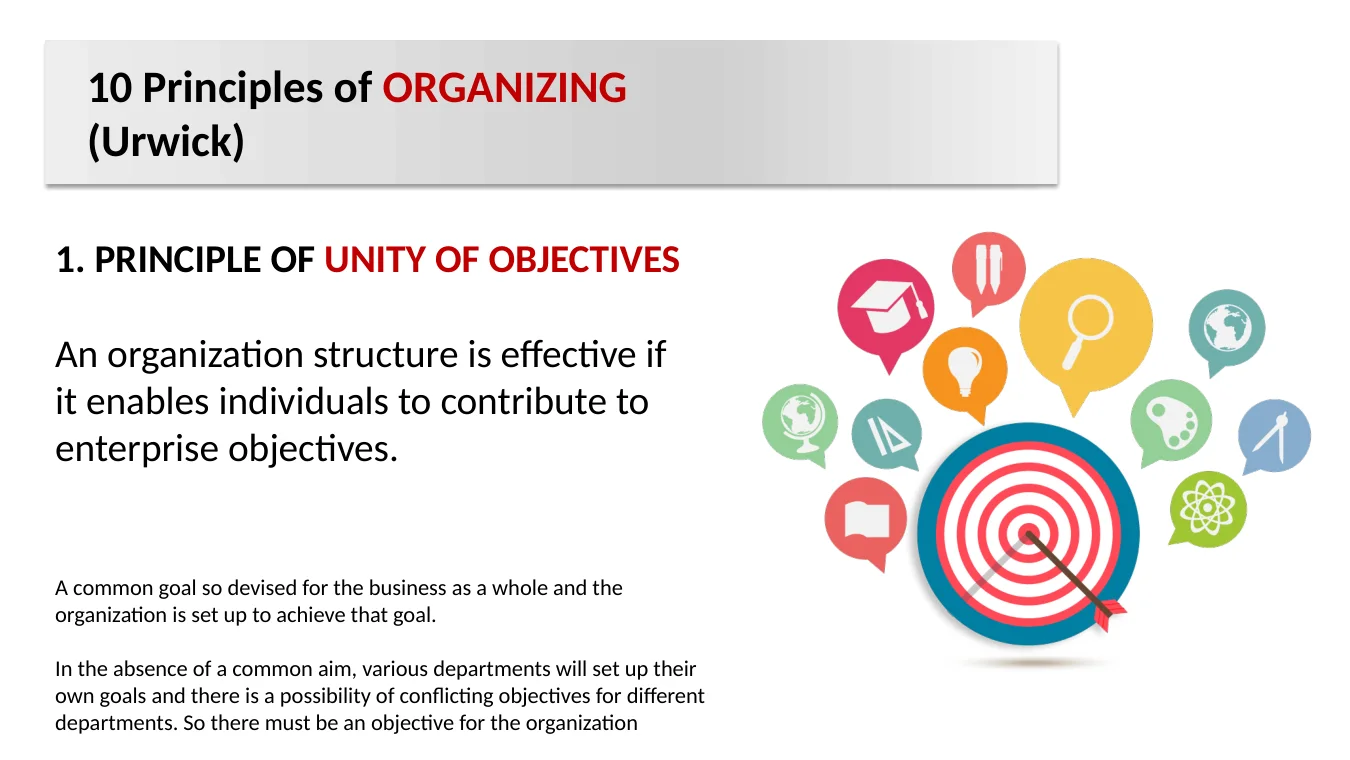 10 Principles of ORGANIZING
(Urwick)
1. PRINCIPLE OF UNITY OF OBJECTIVES
An organization structure is effective if
it enables individuals to contribute to
enterprise objectives.
A common goal so devised for the business as a whole and the
organization is set up to achieve that goal.
In the absence of a common aim, various departments will set up their
own goals and there is a possibility of conflicting objectives for different
departments. So there must be an objective for the organization